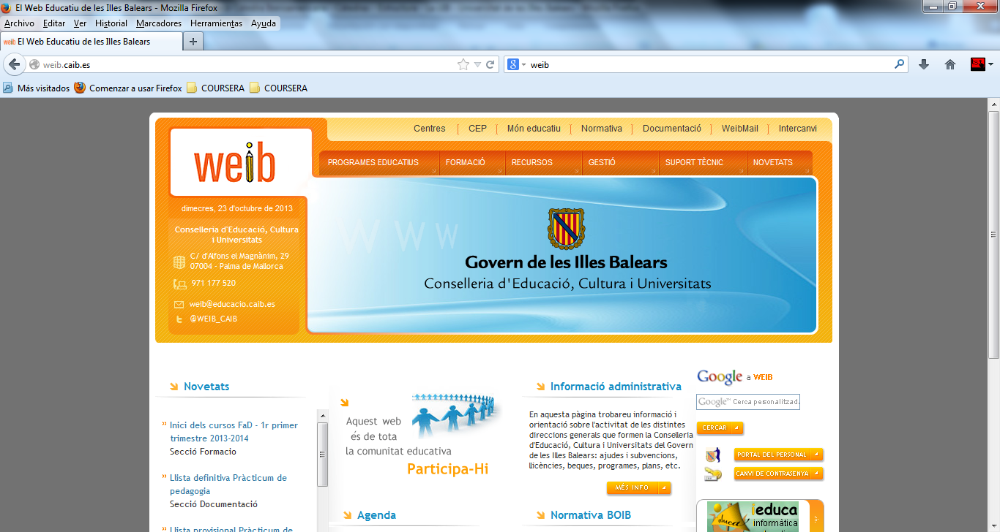 El Web Educatiu de les Illes Balears - Mozilla Firefox
Archivo Editar Ver Historial Marcadores Herramientas Ayuda
weib El Web Educatiu de les Illes Balears
weib.caib.es
weib
Más visitados Comenzar a usar Firefox COURSERA COURSERA
Centres CEP Món educatiu Normativa Documentació WeibMail Intercanvi
weib
PROGRAMES EDUCATIUS FORMACIÓ RECURSOS GESTIÓ SUPORT TÈCNIC NOVETATS
dimecres, 23 d'octubre de 2013
Conselleria d'Educació, Cultura
i Universitats
C/ d'Alfons el Magnànim, 29
07004 - Palma de Mallorca
971 177 520
weib@educacio.caib.es
@WEIB_CAIB
W W W
Govern de les Illes Balears
Conselleria d'Educació, Cultura i Universitats
Novetats
Inici dels cursos FaD - 1r primer
trimestre 2013-2014
Secció Formacio
Llista definitiva Pràcticum de
pedagogia
Secció Documentació
Llista provisional Pràcticum de
Aquest web
és de tota
la comunitat educativa
Participa-Hi
Agenda
Informació administrativa
En aquesta pàgina trobareu informació i
orientació sobre l'activitat de les distintes
direccions generals que formen la Conselleria
d'Educació, Cultura i Universitats del Govern
de les Illes Balears: ajudes i subvencions,
llicències, beques, programes, plans, etc.
MÉS INFO
Normativa BOIB
Google a WEIB
Google™ Cerca personalitzad
CERCAR
PORTAL DEL PERSONAL
CANVI DE CONTRASENYA
ieduca
informàtica